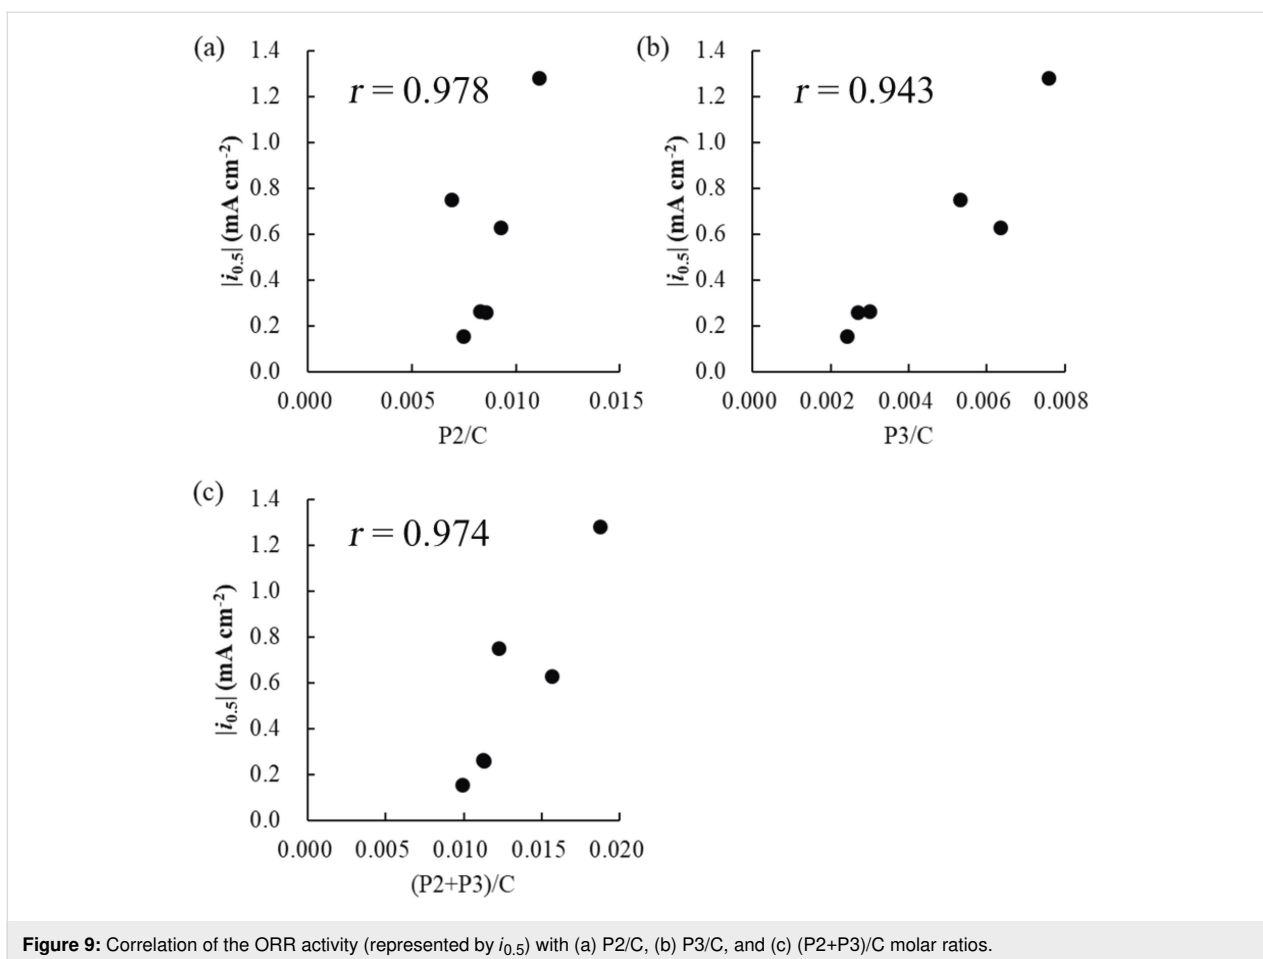 (a)
r = 0.978
|i0.5| (mA cm-2)
1.4
1.2
1.0
0.8
0.6
0.4
0.2
0.0
0.000 0.005 0.010 0.015
P2/C
(b)
r = 0.943
|i0.5| (mA cm-2)
1.4
1.2
1.0
0.8
0.6
0.4
0.2
0.0
0.000 0.002 0.004 0.006 0.008
P3/C
(c)
r = 0.974
|i0.5| (mA cm-2)
1.4
1.2
1.0
0.8
0.6
0.4
0.2
0.0
0.000 0.005 0.010 0.015 0.020
(P2+P3)/C
Figure 9: Correlation of the ORR activity (represented by i0.5) with (a) P2/C, (b) P3/C, and (c) (P2+P3)/C molar ratios.